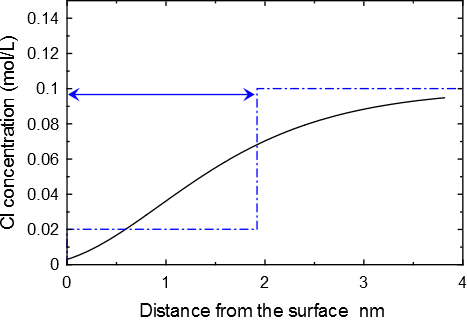 Cl concentration (mol/L)
0.14
0.12
0.1
0.08
0.06
0.04
0.02
0
0 1 2 3 4
Distance from the surface nm